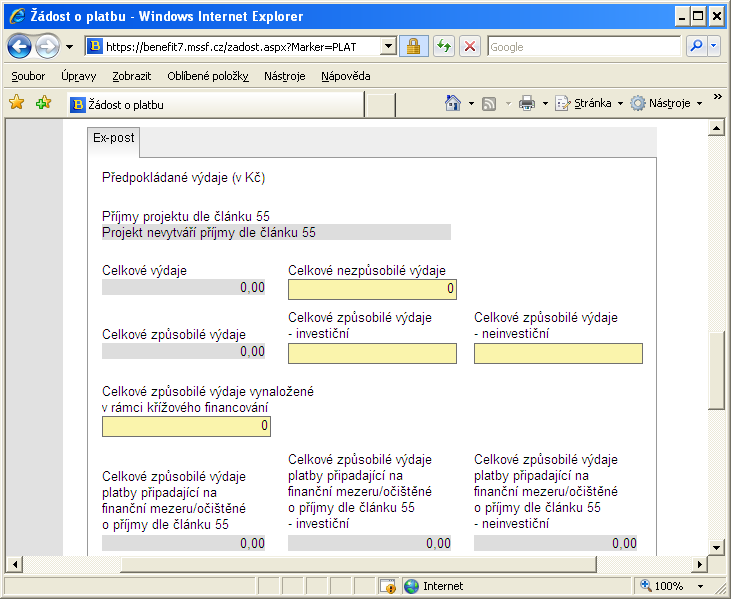 Žádost o platbu - Windows Internet Explorer
https://benefit7.mssf.cz/zadost.aspx?Marker=PLAT
Google
Soubor Úpravy Zobrazit Oblíbené položky Nástroje Nápověda
Žádost o platbu
Stránka Nástroje
Ex-post
Předpokládané výdaje (v Kč)
Příjmy projektu dle článku 55
Projekt nevytváří příjmy dle článku 55
Celkové výdaje
0,00
Celkové nezpůsobilé výdaje
0
Celkové způsobilé výdaje
0,00
Celkové způsobilé výdaje
- investiční
Celkové způsobilé výdaje
- neinvestiční
Celkové způsobilé výdaje vynaložené
v rámci křížového financování
0
Celkové způsobilé výdaje
platby připadající na
finanční mezeru/očištěné
o příjmy dle článku 55
0,00
Celkové způsobilé výdaje
platby připadající na
finanční mezeru/očištěné
o příjmy dle článku 55
- investiční
0,00
Celkové způsobilé výdaje
platby připadající na
finanční mezeru/očištěné
o příjmy dle článku 55
- neinvestiční
0,00
Internet
100%